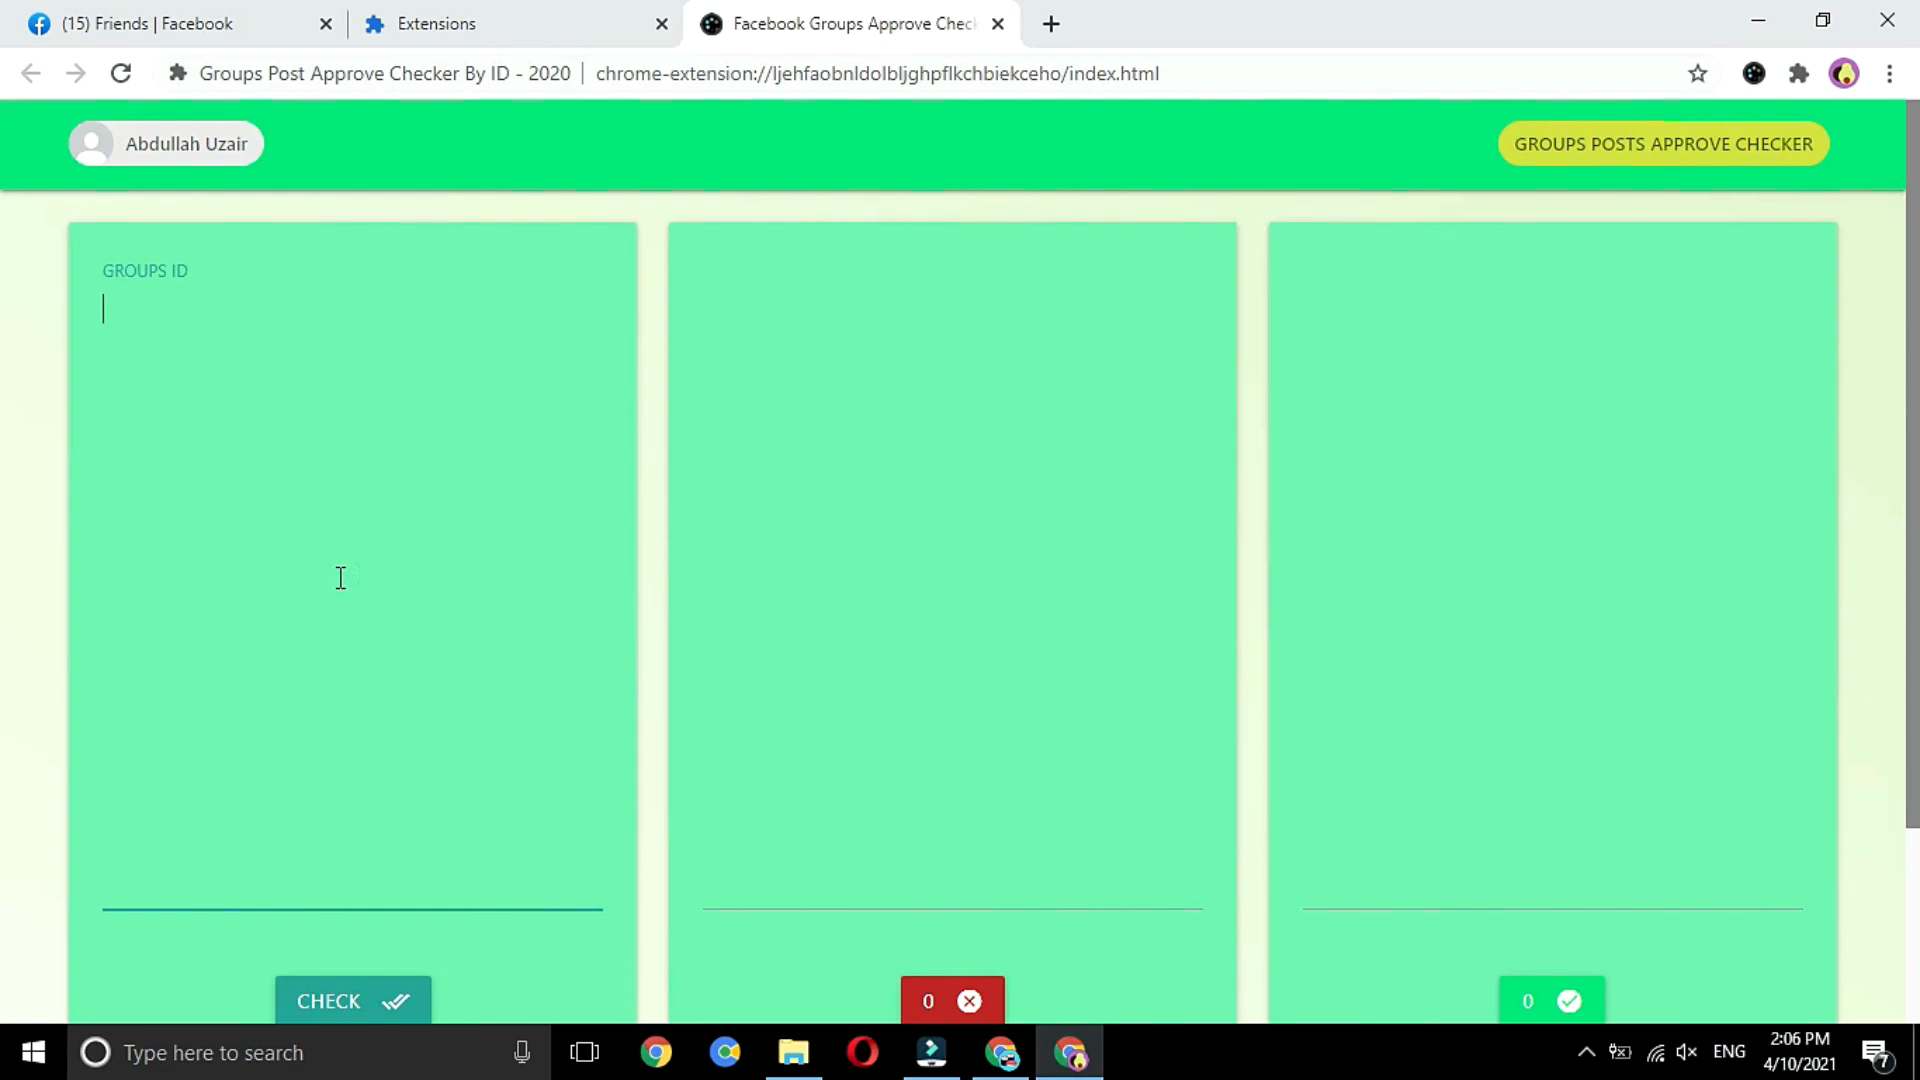 (15) Friends | Facebook
Extensions
Facebook Groups Approve Chec
Groups Post Approve Checker By ID - 2020 | chrome-extension://ljehfaobnldolbljghpflkchbiekceho/index.html
Abdullah Uzair
GROUPS POSTS APPROVE CHECKER
GROUPS ID
CHECK
0
0
Type here to search
ENG
2:06 PM
4/10/2021
7